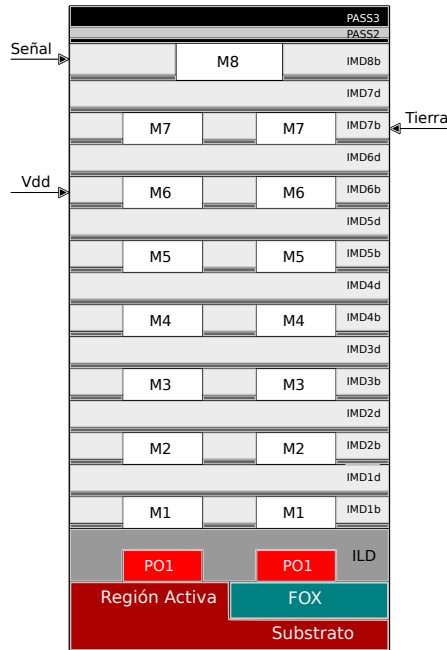 PASS3
PASS2
Señal
M8
IMD8b
IMD7d
M7 M7 IMD7b
Tierra
IMD6d
Vdd
M6 M6 IMD6b
IMD5d
M5 M5 IMD5b
IMD4d
M4 M4 IMD4b
IMD3d
M3 M3 IMD3b
IMD2d
M2 M2 IMD2b
IMD1d
M1 M1 IMD1b
ILD
PO1 PO1
Región Activa FOX
Substrato